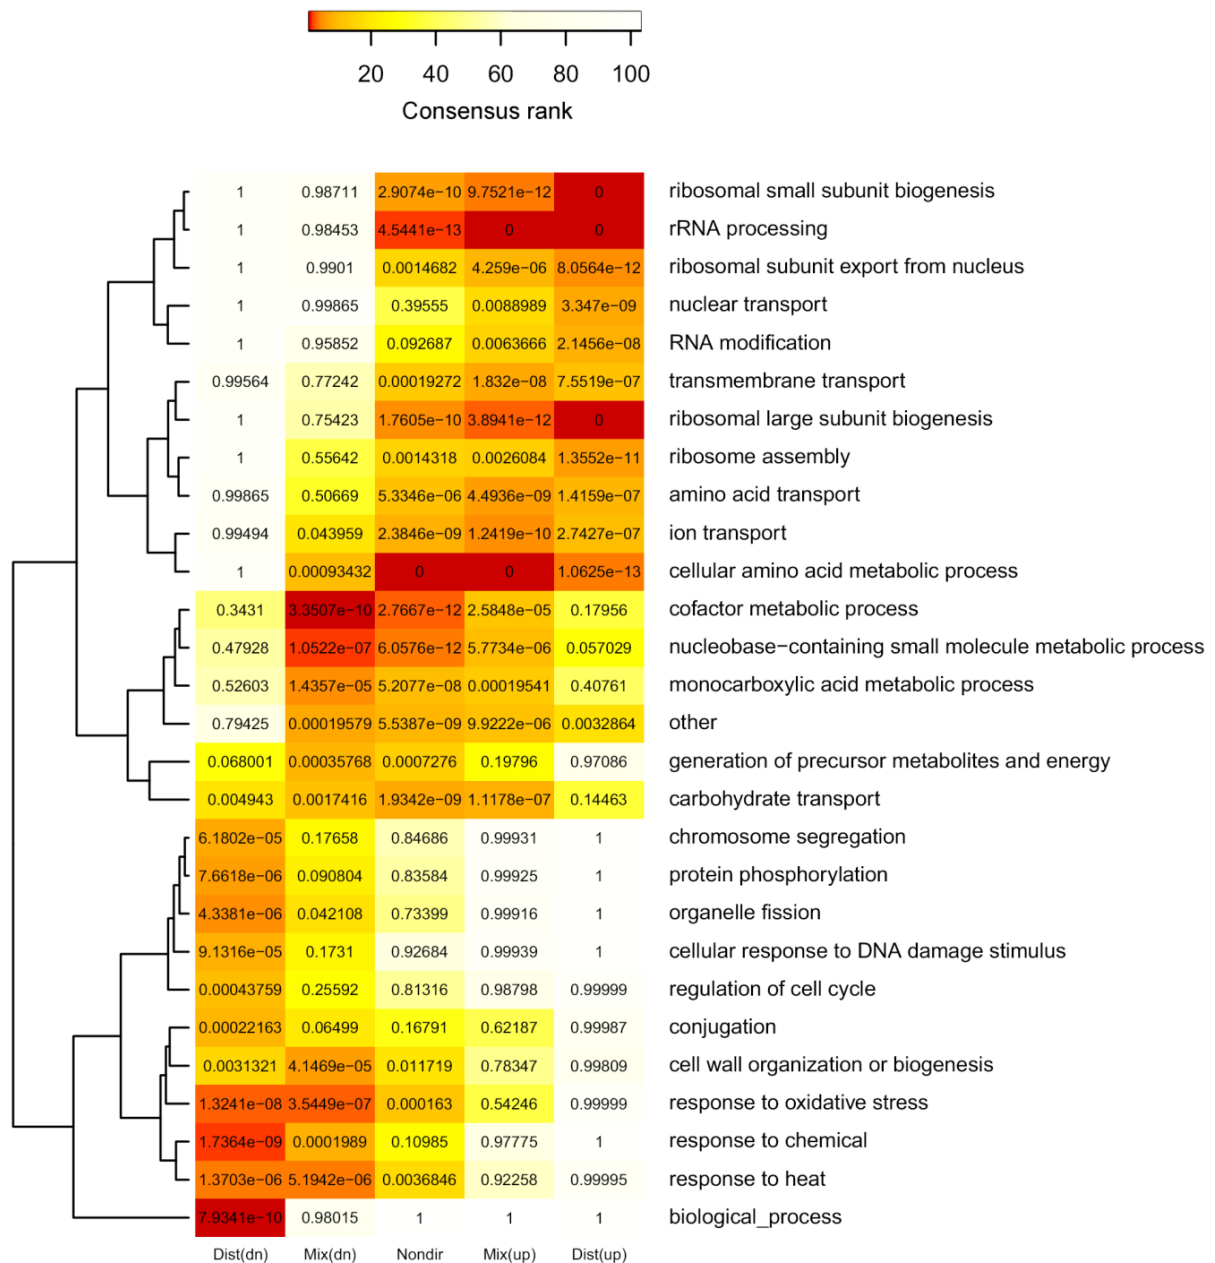 20 40 60 80 100
Consensus rank
1 0.98711 2.9074e−10 9.7521e−12 0 ribosomal small subunit biogenesis
1 0.98453 4.5441e−13 0 0 rRNA processing
1 0.9901 0.0014682 4.259e−06 8.0564e−12 ribosomal subunit export from nucleus
1 0.99865 0.39555 0.0088989 3.347e−09 nuclear transport
1 0.95852 0.092687 0.0063666 2.1456e−08 RNA modification
0.99564 0.77242 0.00019272 1.832e−08 7.5519e−07 transmembrane transport
1 0.75423 1.7605e−10 3.8941e−12 0 ribosomal large subunit biogenesis
1 0.55642 0.0014318 0.0026084 1.3552e−11 ribosome assembly
0.99865 0.50669 5.3346e−06 4.4936e−09 1.4159e−07 amino acid transport
0.99494 0.043959 2.3846e−09 1.2419e−10 2.7427e−07 ion transport
1 0.00093432 0 0 1.0625e−13 cellular amino acid metabolic process
0.3431 3.3507e−10 2.7667e−12 2.5848e−05 0.17956 cofactor metabolic process
0.47928 1.0522e−07 6.0576e−12 5.7734e−06 0.057029 nucleobase−containing small molecule metabolic process
0.52603 1.4357e−05 5.2077e−08 0.00019541 0.40761 monocarboxylic acid metabolic process
0.79425 0.00019579 5.5387e−09 9.9222e−06 0.0032864 other
0.068001 0.00035768 0.0007276 0.19796 0.97086 generation of precursor metabolites and energy
0.004943 0.0017416 1.9342e−09 1.1178e−07 0.14463 carbohydrate transport
6.1802e−05 0.17658 0.84686 0.99931 1 chromosome segregation
7.6618e−06 0.090804 0.83584 0.99925 1 protein phosphorylation
4.3381e−06 0.042108 0.73399 0.99916 1 organelle fission
9.1316e−05 0.1731 0.92684 0.99939 1 cellular response to DNA damage stimulus
0.00043759 0.25592 0.81316 0.98798 0.99999 regulation of cell cycle
0.00022163 0.06499 0.16791 0.62187 0.99987 conjugation
0.0031321 4.1469e−05 0.011719 0.78347 0.99809 cell wall organization or biogenesis
1.3241e−08 3.5449e−07 0.000163 0.54246 0.99999 response to oxidative stress
1.7364e−09 0.0001989 0.10985 0.97775 1 response to chemical
1.3703e−06 5.1942e−06 0.0036846 0.92258 0.99995 response to heat
7.9341e−10 0.98015 1 1 1 biological_process
Dist(dn) Mix(dn) Nondir Mix(up) Dist(up)